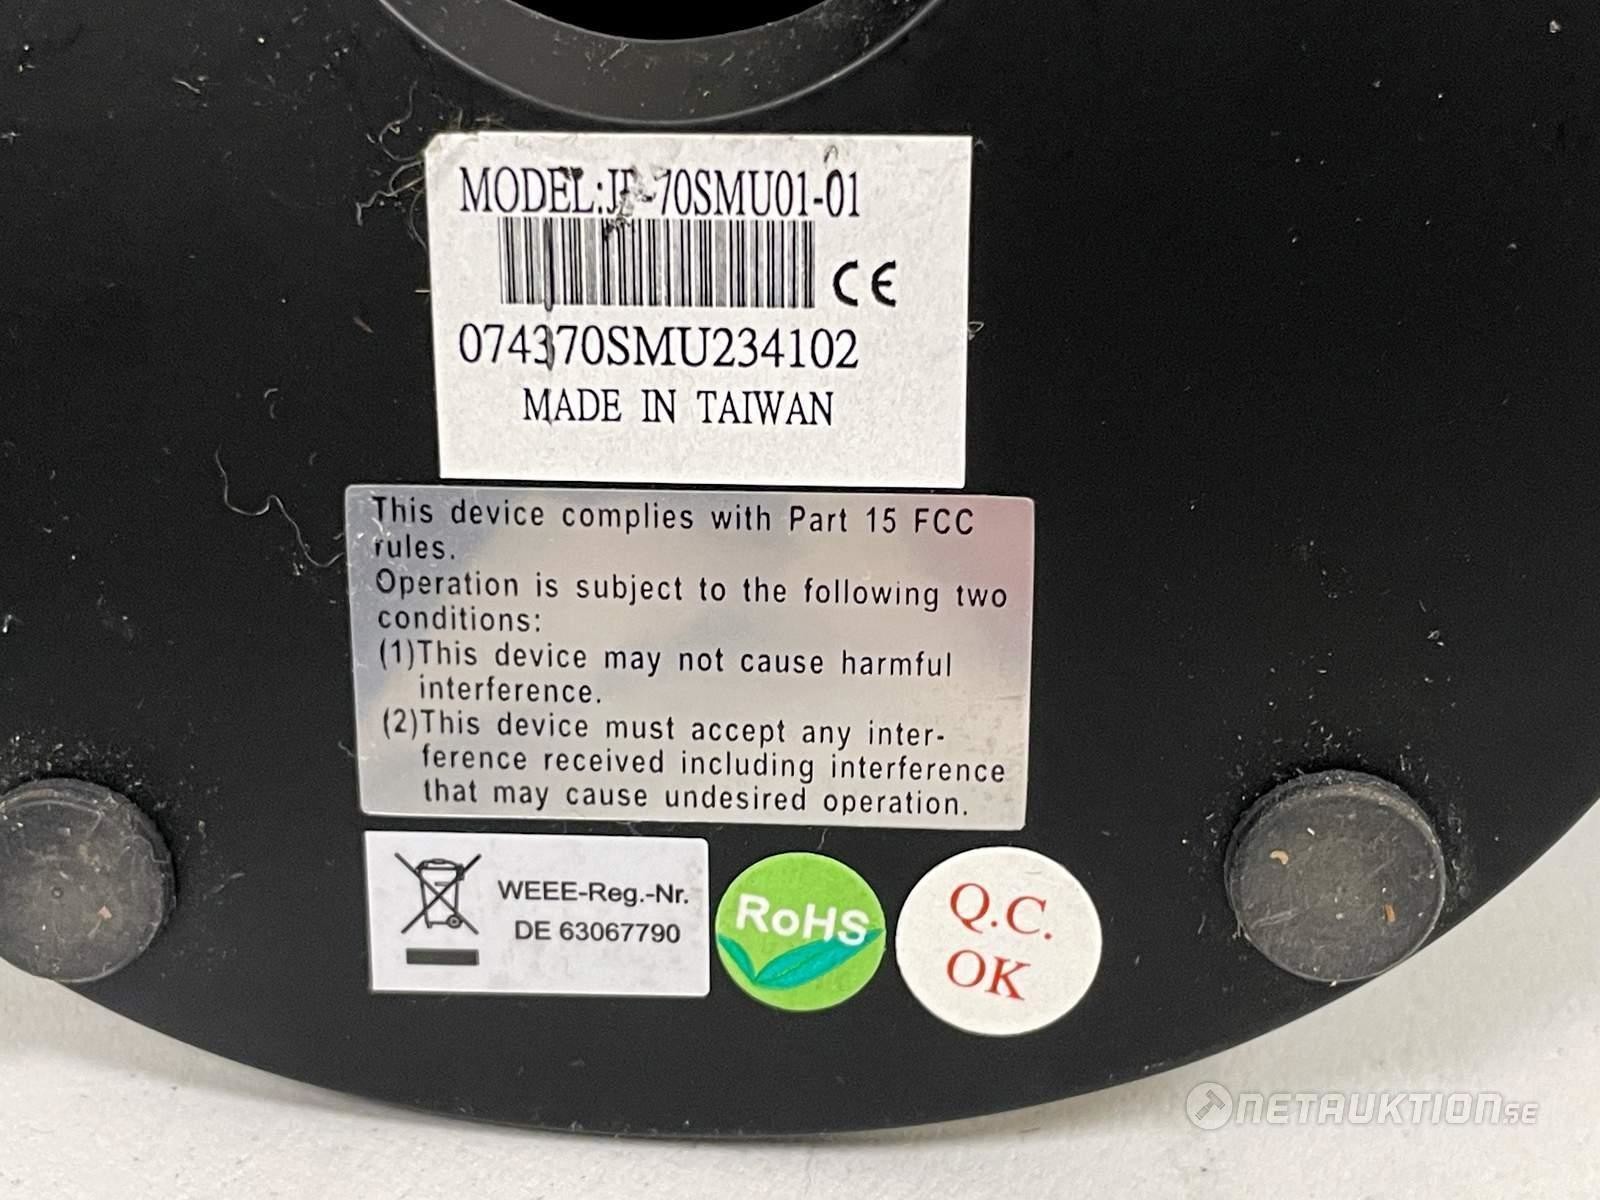 MODEL: -70SMU01-01
CE
074370SMU234102
MADE IN TAIWAN
This device complies with Part 15 FCC
rules.
Operation is subject to the following two
conditions:
(1)This device may not cause harmful
interference.
(2)This device must accept any inter-
ference received including interference
that may cause undesired operation.
WEEE-Reg.-Nr.
DE 63067790
RoHS
Q.C.
OK
NETAUKTION.SE